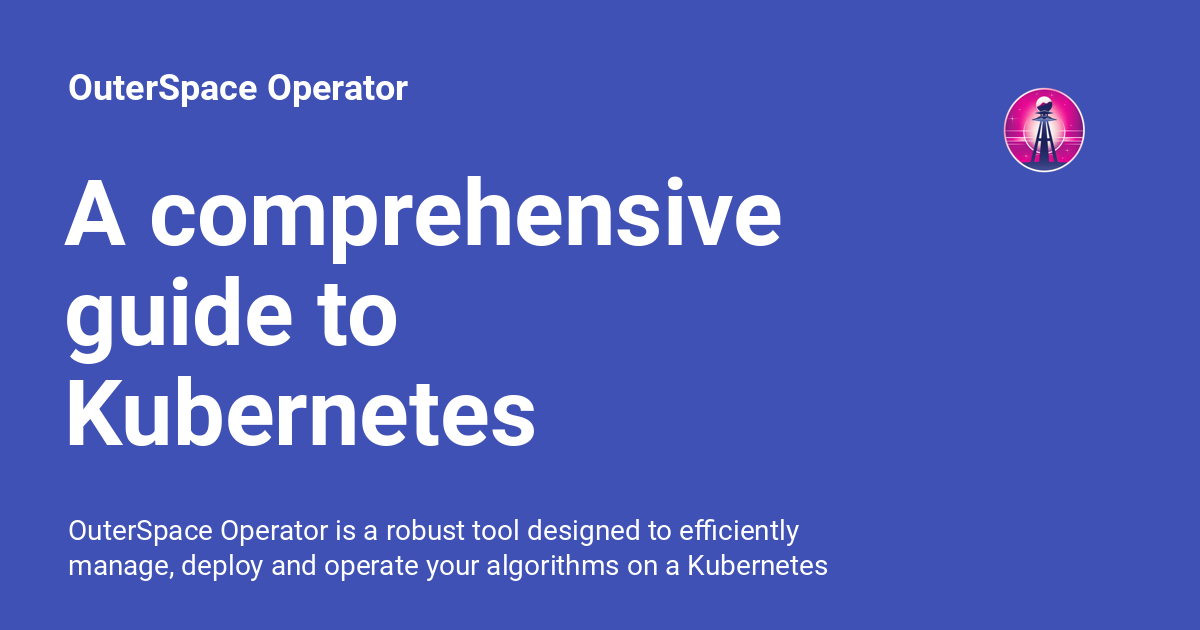 OuterSpace Operator
A comprehensive
guide to
Kubernetes
OuterSpace Operator is a robust tool designed to efficiently
manage, deploy and operate your algorithms on a Kubernetes